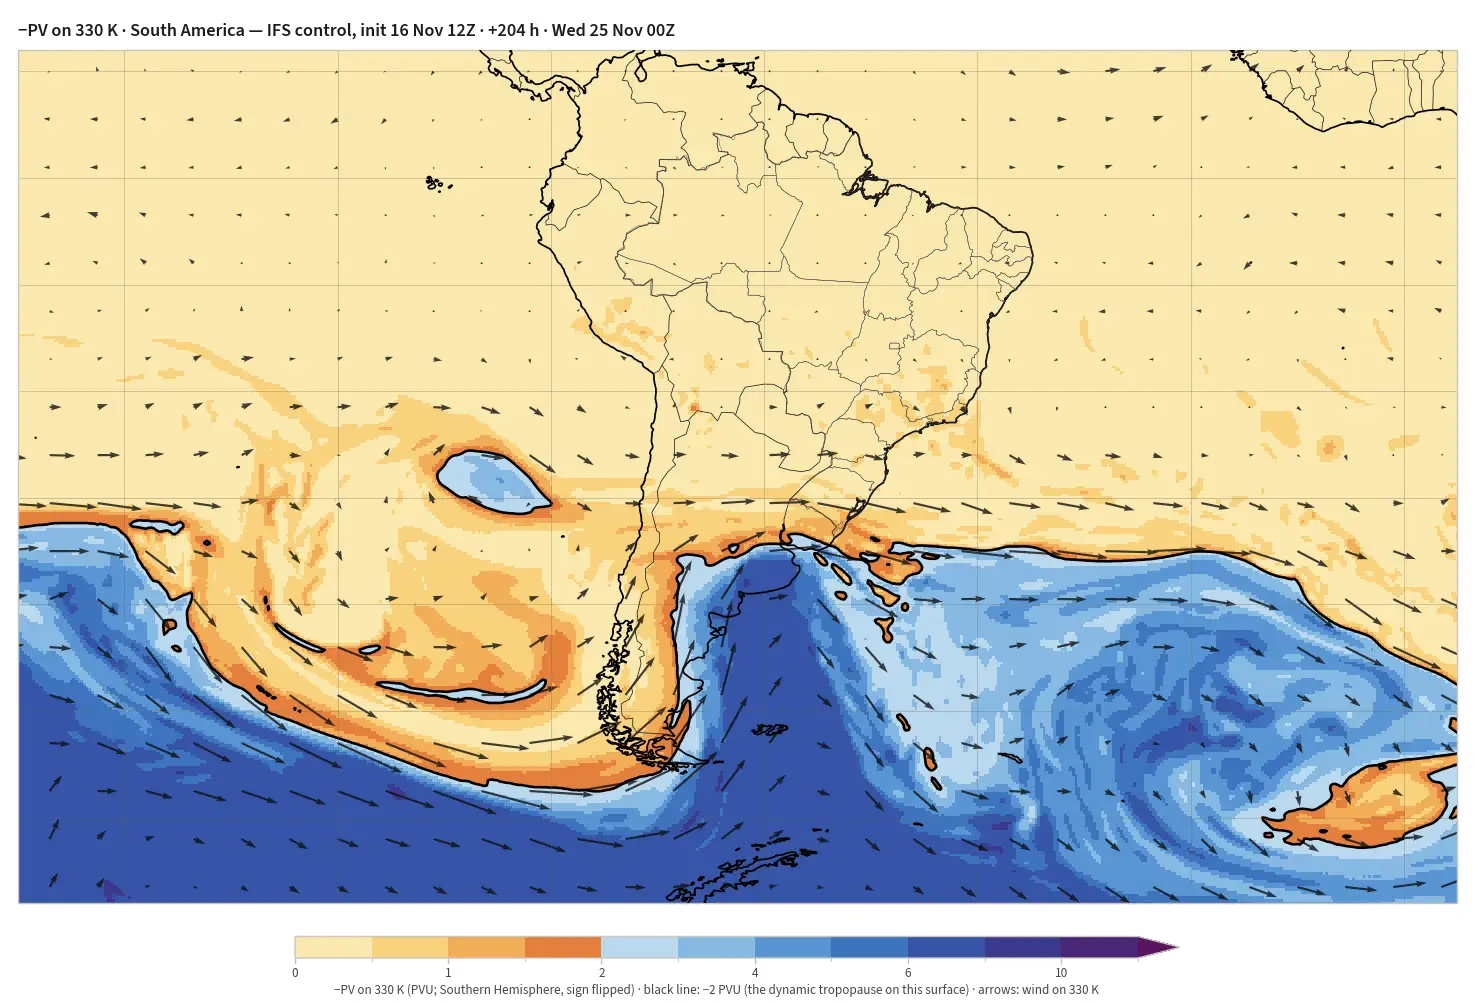 −PV on 330 K · South America — IFS control, init 16 Nov 12Z · +204 h · Wed 25 Nov 00Z
0 1 2 4 6 10
−PV on 330 K (PVU; Southern Hemisphere, sign flipped) · black line: −2 PVU (the dynamic tropopause on this surface) · arrows: wind on 330 K